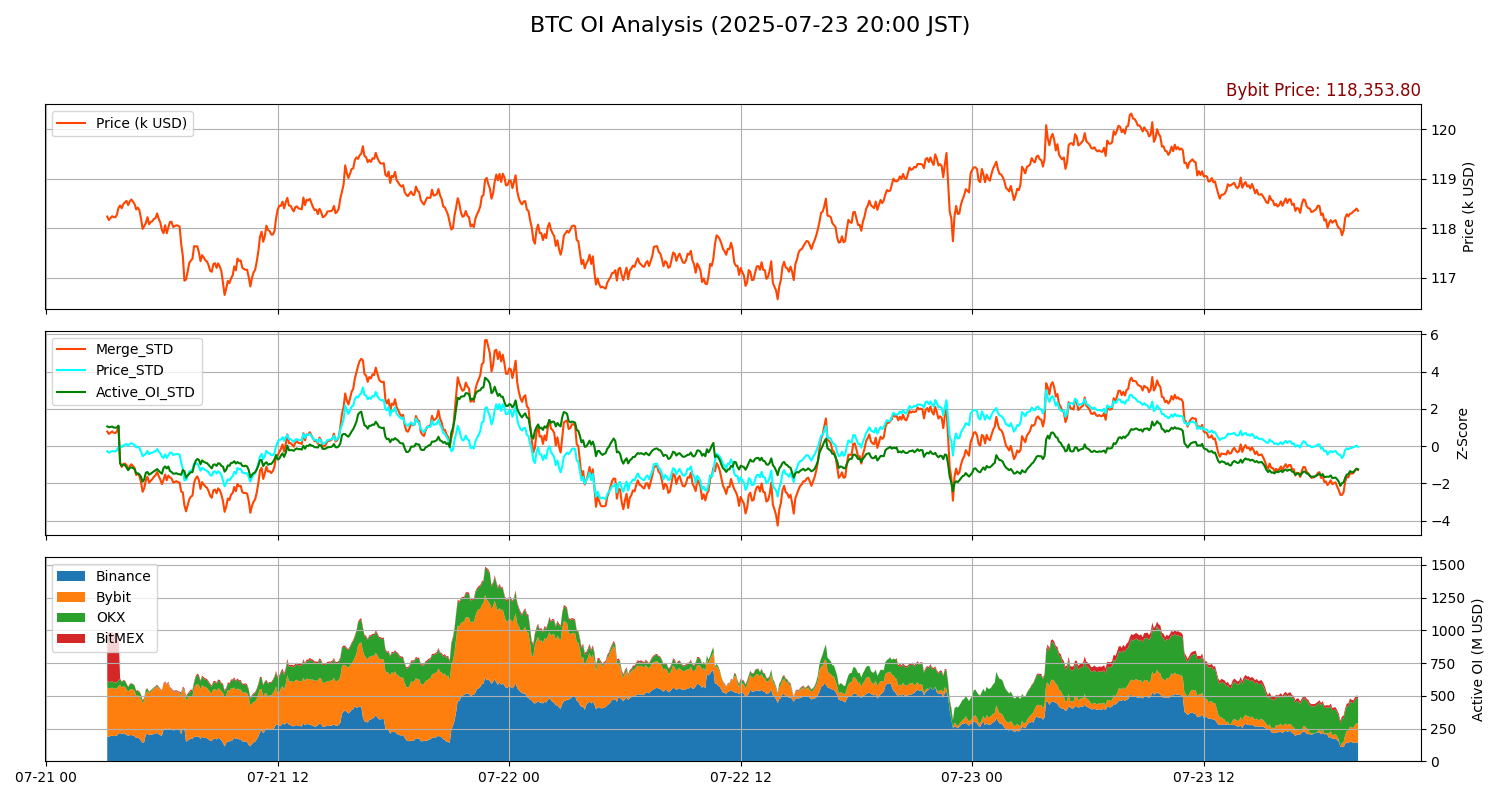 BTC OI Analysis (2025-07-23 20:00 JST)
Bybit Price: 118,353.80
Price (k USD)
120
119
118
117
Price (k USD)
Merge_STD
Price_STD
Active_OI_STD
6
4
2
0
−2
−4
Z-Score
Binance
Bybit
OKX
BitMEX
1500
1250
1000
750
500
250
0
Active OI (M USD)
07-21 00
07-21 12
07-22 00
07-22 12
07-23 00
07-23 12